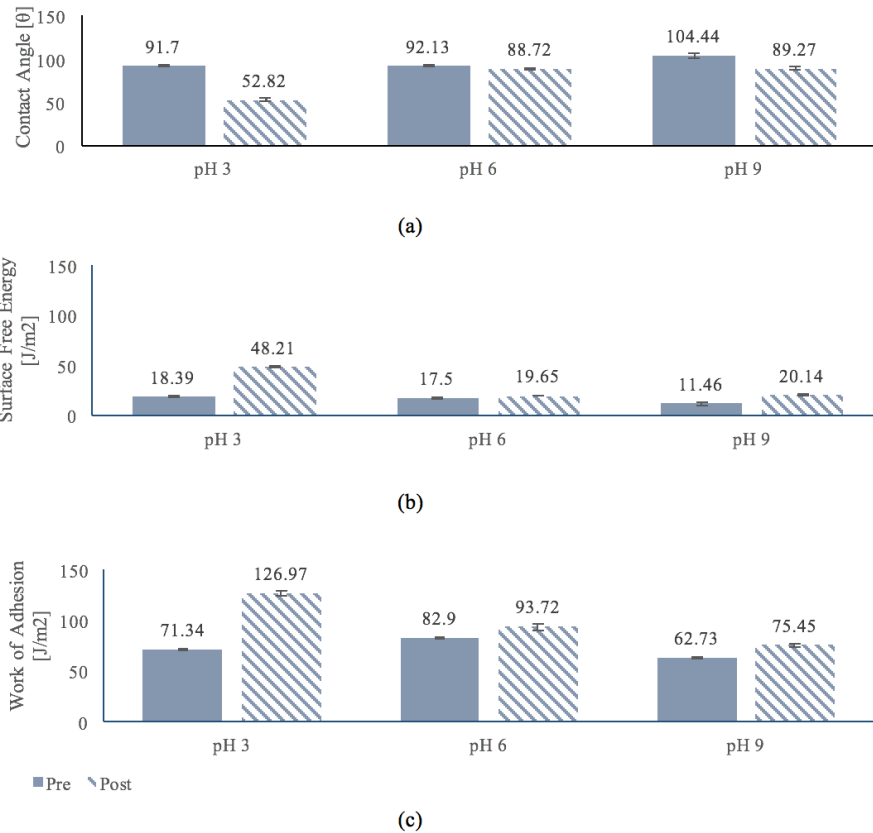 Contact Angle [θ]
150
100
50
0
91.7
52.82
92.13
88.72
104.44
89.27
pH 3
pH 6
pH 9
(a)
Surface Free Energy
[J/m2]
150
100
50
0
18.39
48.21
17.5
19.65
11.46
20.14
pH 3
pH 6
pH 9
(b)
Work of Adhesion
[J/m2]
150
100
50
0
71.34
126.97
82.9
93.72
62.73
75.45
pH 3
pH 6
pH 9
Pre Post
(c)